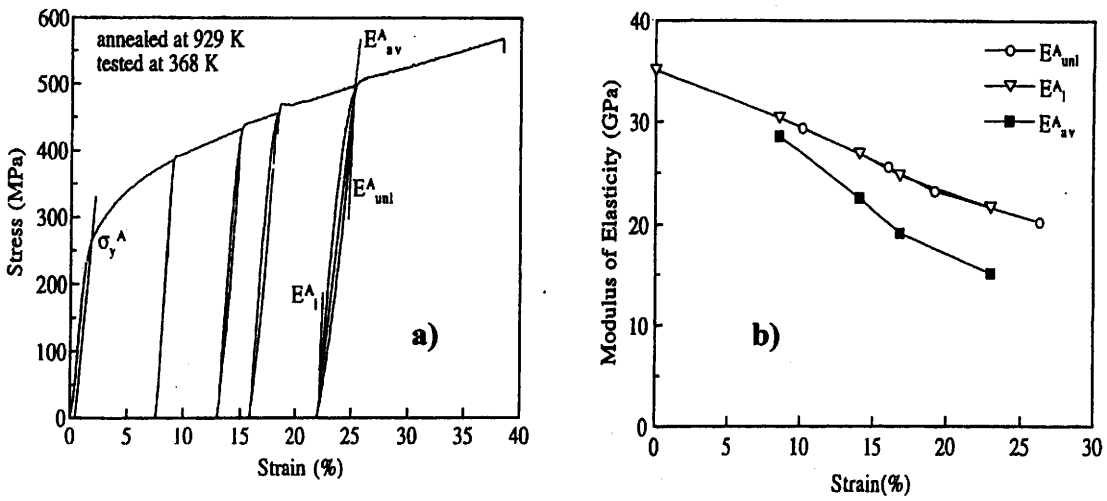 600
500
400
300
200
100
0
Stress (MPa)
annealed at 929 K
tested at 368 K
E^A_av
E^A_unl
σ_y^A
E^A_l
a)
0 5 10 15 20 25 30 35 40
Strain (%)
40
30
20
10
0
Modulus of Elasticity (GPa)
E^A_unl
E^A_l
E^A_av
b)
0 5 10 15 20 25 30
Strain(%)